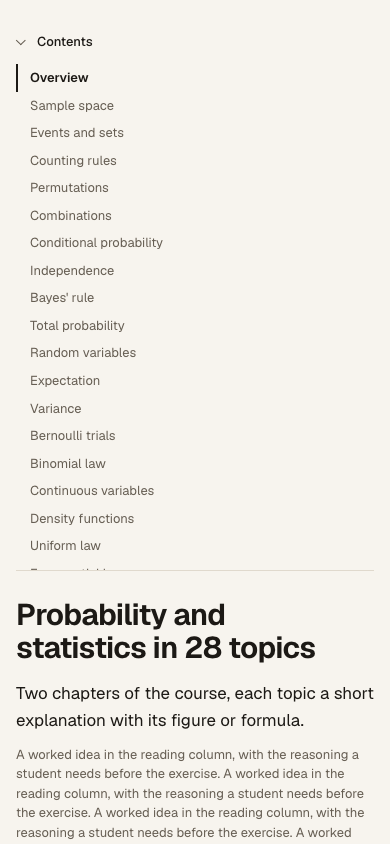 Contents
Overview
Sample space
Events and sets
Counting rules
Permutations
Combinations
Conditional probability
Independence
Bayes' rule
Total probability
Random variables
Expectation
Variance
Bernoulli trials
Binomial law
Continuous variables
Density functions
Uniform law
Probability and
statistics in 28 topics
Two chapters of the course, each topic a short
explanation with its figure or formula.
A worked idea in the reading column, with the reasoning a
student needs before the exercise. A worked idea in the
reading column, with the reasoning a student needs before
the exercise. A worked idea in the reading column, with the
reasoning a student needs before the exercise. A worked